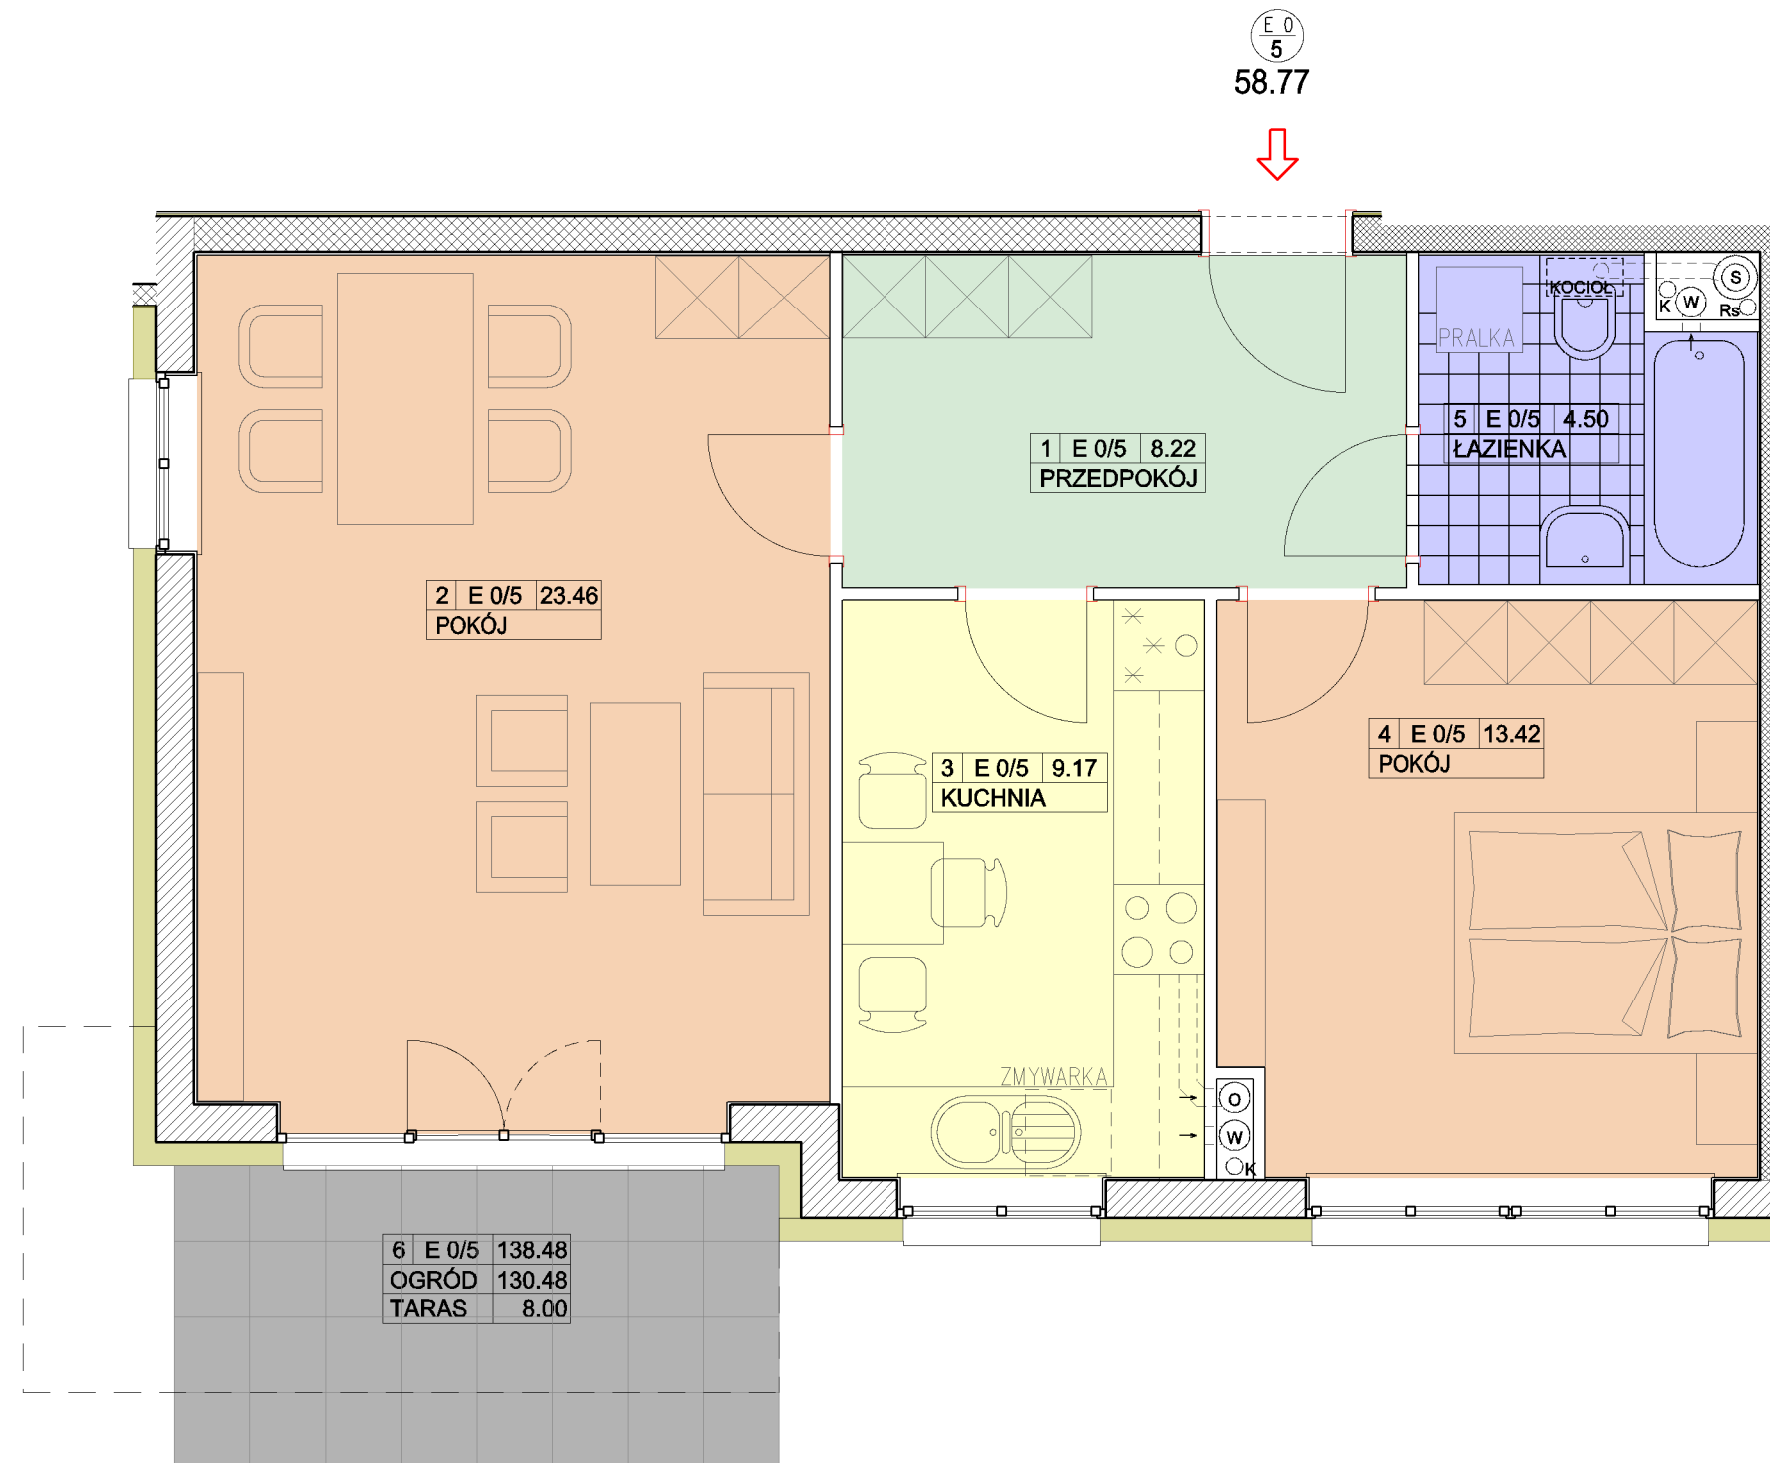 E 0
5
58.77
KOCIOŁ
S
K W
Rs
PRALKA
5 E 0/5 4.50
ŁAZIENKA
1 E 0/5 8.22
PRZEDPOKÓJ
2 E 0/5 23.46
POKÓJ
4 E 0/5 13.42
POKÓJ
3 E 0/5 9.17
KUCHNIA
ZMYWARKA
O
W
K
6 E 0/5 138.48
OGRÓD 130.48
TARAS 8.00